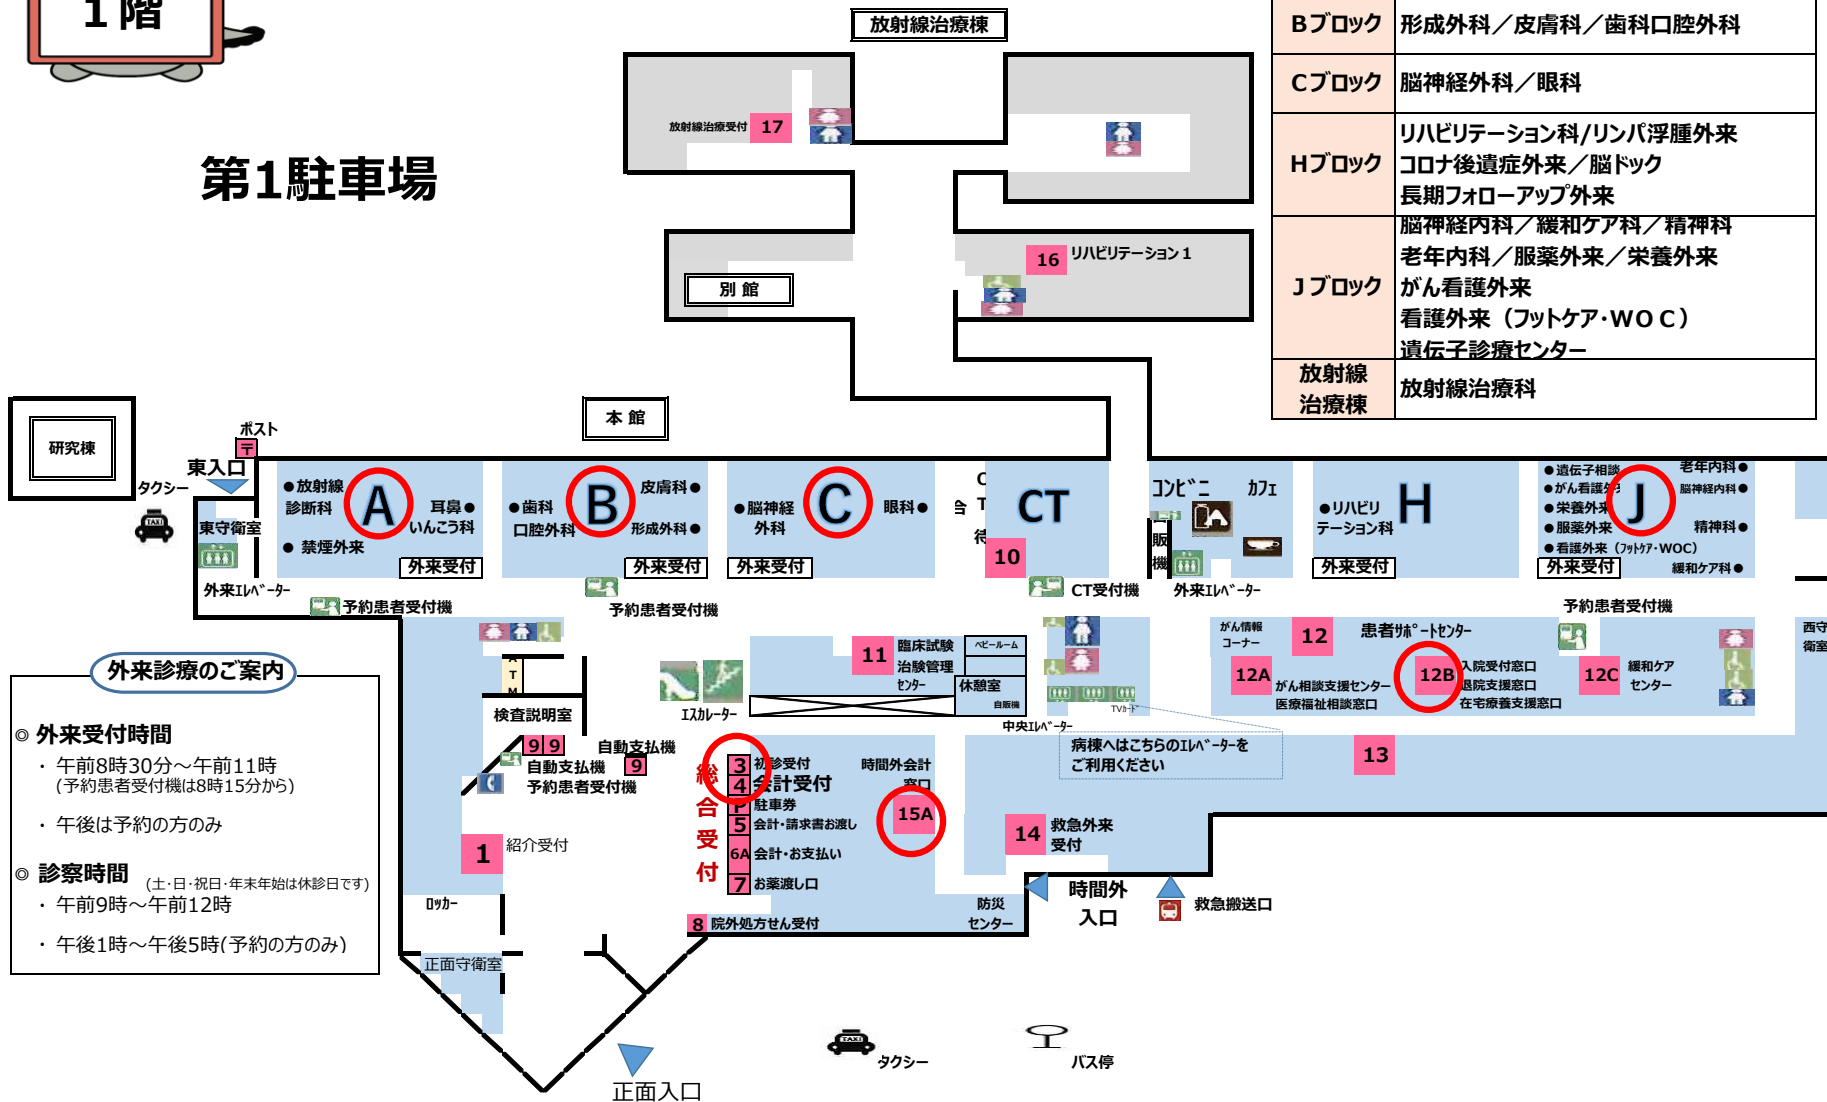 1階
放射線治療棟
Bブロック 形成外科／皮膚科／歯科口腔外科
Cブロック 脳神経外科／眼科
Hブロック リハビリテーション科/リンパ浮腫外来
コロナ後遺症外来／脳ドック
長期フォローアップ外来
Jブロック 脳神経内科／緩和ケア科／精神科
老年内科／服薬外来／栄養外来
がん看護外来
看護外来（フットケア･WOC）
遺伝子診療センター
放射線
治療棟
放射線治療科
放射線治療受付 17
第1駐車場
16 リハビリテーション1
別館
本館
研究棟
ポスト
〒
東入口
タクシー
TAXI
東守衛室
外来ｴﾚﾍﾞｰﾀｰ
●放射線
診断科
A
耳鼻●
いんこう科
● 禁煙外来
外来受付
●歯科
口腔外科
B
皮膚科●
形成外科●
外来受付
●脳神経
外科
C
眼科●
外来受付
CT
10
コンビニ
カフェ
販
機
●リハビリ
テーション科
H
外来受付
●遺伝子相談
●がん看護外
●栄養外来
●服薬外来
●看護外来（ﾌｯﾄｹｱ･WOC）
J
老年内科●
脳神経内科●
精神科●
緩和ケア科●
外来受付
予約患者受付機
予約患者受付機
CT受付機
外来ｴﾚﾍﾞｰﾀｰ
予約患者受付機
西守
衛室
外来診療のご案内
◎ 外来受付時間
・ 午前8時30分～午前11時
(予約患者受付機は8時15分から)
・ 午後は予約の方のみ
◎ 診察時間 (土･日･祝日･年末年始は休診日です)
・ 午前9時～午前12時
・ 午後1時～午後5時(予約の方のみ)
ATM
検査説明室
9 9
自動支払機
自動支払機 9
予約患者受付機
1 紹介受付
ﾛｯｶｰ
正面守衛室
正面入口
ｴｽｶﾚｰﾀｰ
11 臨床試験
治験管理
ｾﾝﾀｰ
ﾍﾞﾋﾞｰﾙｰﾑ
休憩室
自販機
中央ｴﾚﾍﾞｰﾀｰ
TVｶｰﾄﾞ
病棟へはこちらのｴﾚﾍﾞｰﾀｰを
ご利用ください
がん情報
コーナー
12 患者ｻﾎﾟｰﾄｾﾝﾀｰ
12A がん相談支援センター
医療福祉相談窓口
12B 入院受付窓口
退院支援窓口
在宅療養支援窓口
12C 緩和ケア
センター
13
総合受付
3 初診受付
4 会計受付
P 駐車券
5 会計･請求書お渡し
6A 会計･お支払い
7 お薬渡し口
8 院外処方せん受付
時間外会計
窓口
15A
14 救急外来
受付
防災
センター
時間外
入口
救急搬送口
TAXI
タクシー
バス停